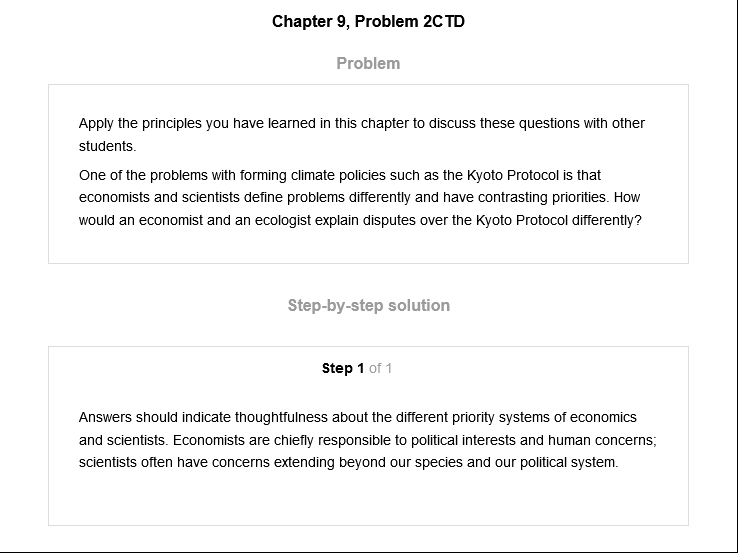 Chapter 9, Problem 2CTD
Problem
Apply the principles you have learned in this chapter to discuss these questions with other
students.
One of the problems with forming climate policies such as the Kyoto Protocol is that
economists and scientists define problems differently and have contrasting priorities. How
would an economist and an ecologist explain disputes over the Kyoto Protocol differently?
Step-by-step solution
Step 1 of 1
Answers should indicate thoughtfulness about the different priority systems of economics
and scientists. Economists are chiefly responsible to political interests and human concerns;
scientists often have concerns extending beyond our species and our political system.